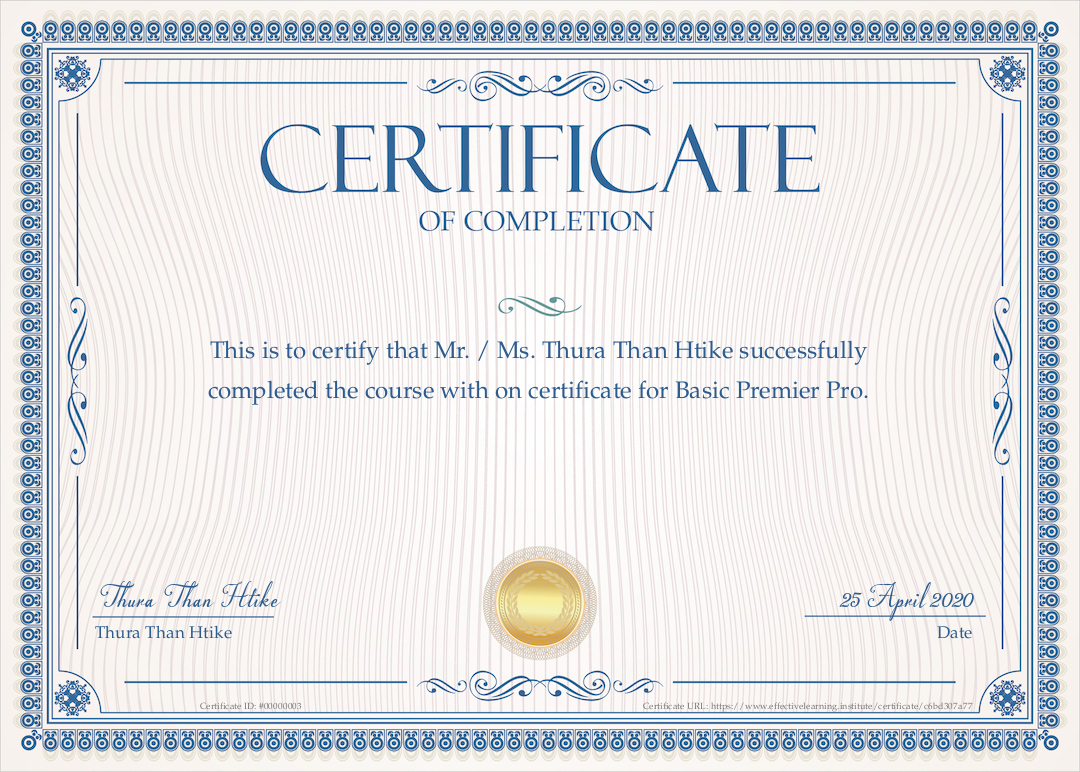 CERTIFICATE
OF COMPLETION
This is to certify that Mr. / Ms. Thura Than Htike successfully
completed the course with on certificate for Basic Premier Pro.
Thura Than Htike
Thura Than Htike
25 April 2020
Date
Certificate ID: #00000003
Certificate URL: https://www.effectivelearning.institute/certificate/c6bd307a77